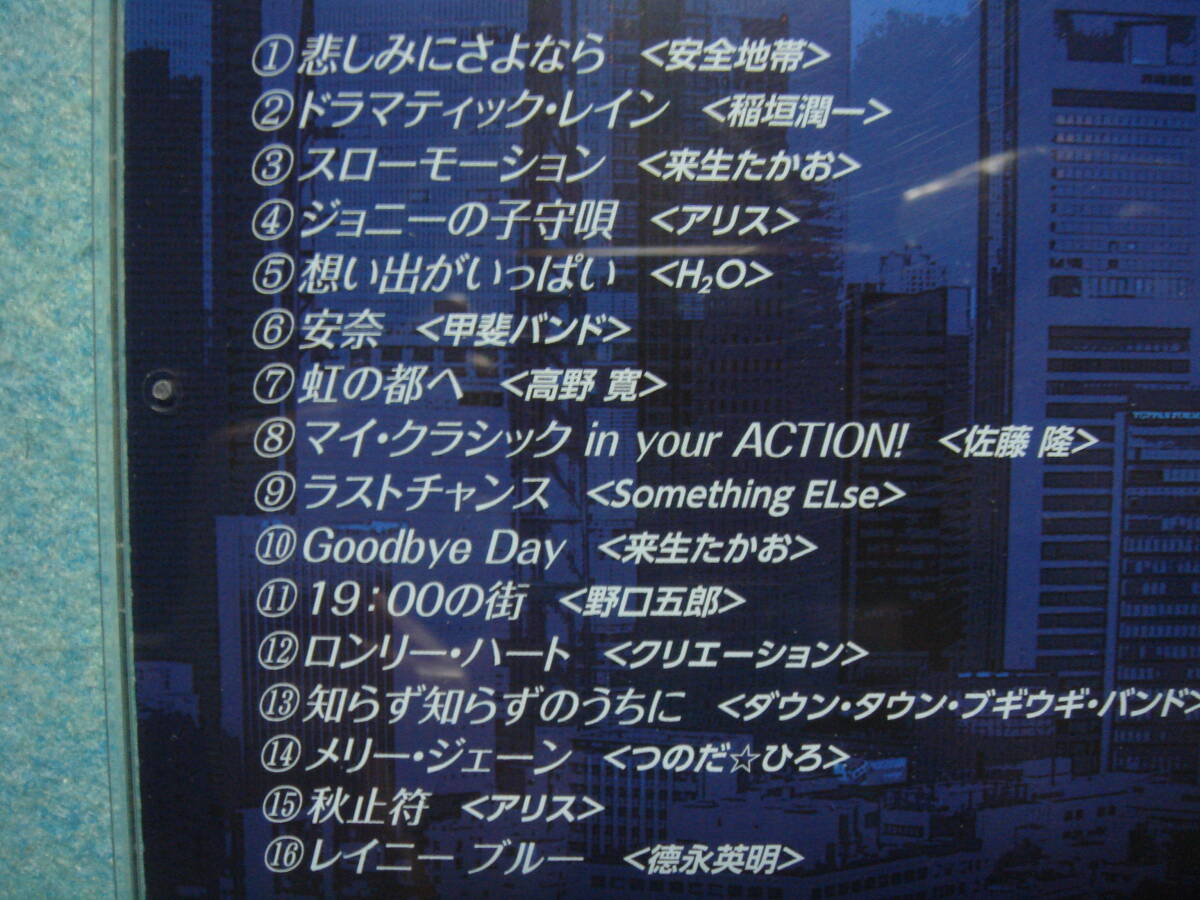 ①悲しみにさよなら <安全地帯>
②ドラマティック・レイン <稲垣潤一>
③スローモーション <来生たかお>
④ジョニーの子守唄 <アリス>
⑤想い出がいっぱい <H₂O>
⑥安奈 <甲斐バンド>
⑦虹の都へ <高野 寛>
⑧マイ・クラシック in your ACTION! <佐藤 隆>
⑨ラストチャンス <Something ELse>
⑩Goodbye Day <来生たかお>
⑪19:00の街 <野口五郎>
⑫ロンリー・ハート <クリエーション>
⑬知らず知らずのうちに <ダウン・タウン・ブギウギ・バンド>
⑭メリー・ジェーン <つのだ☆ひろ>
⑮秋止符 <アリス>
⑯レイニー ブルー <德永英明>